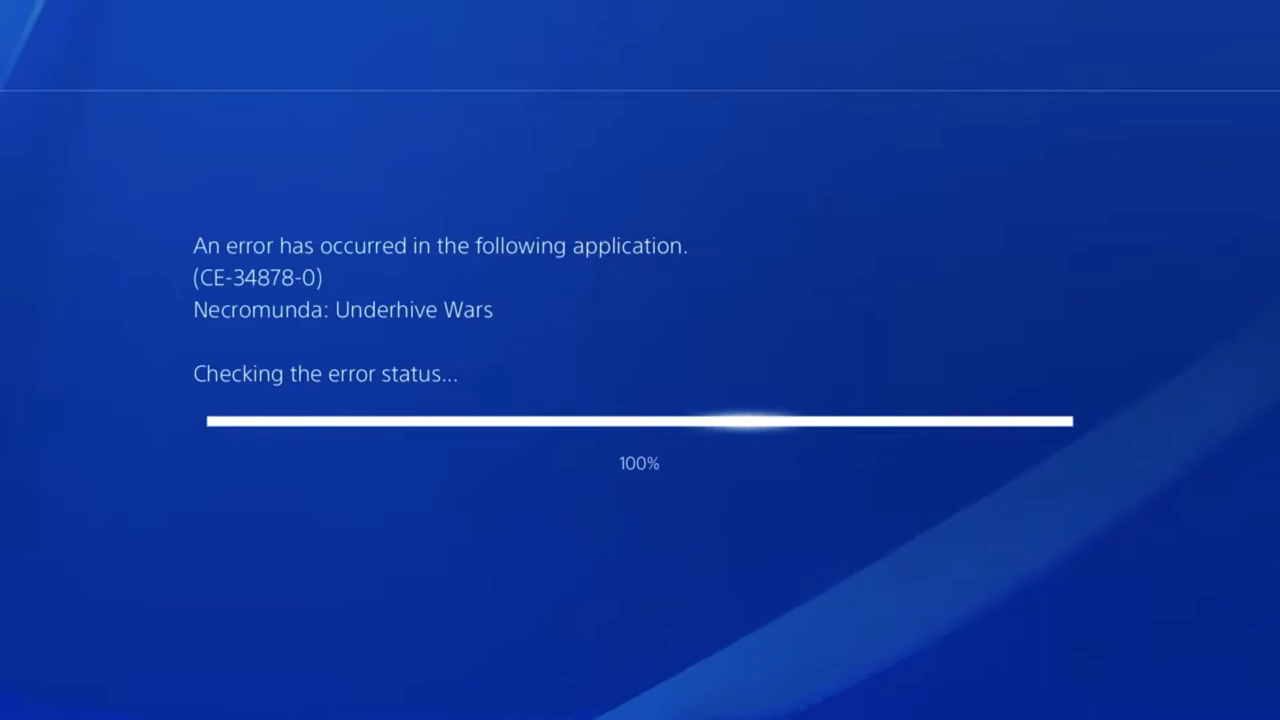 An error has occurred in the following application.
(CE-34878-0)
Necromunda: Underhive Wars
Checking the error status...
100%